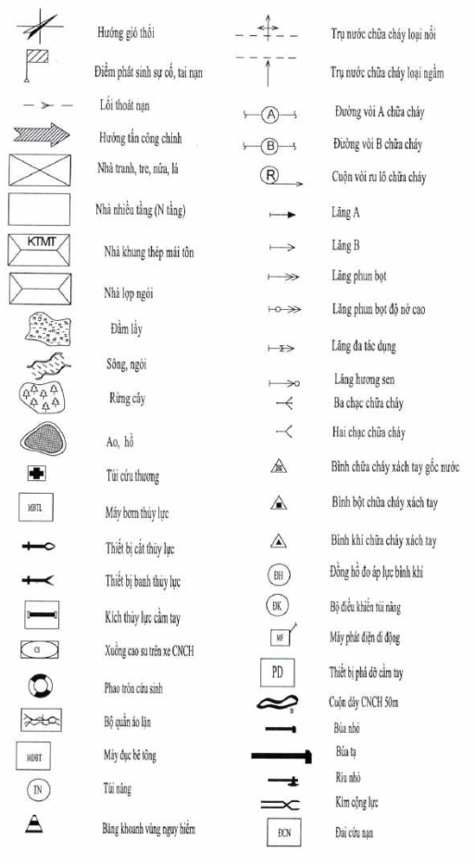 Hướng gió thổi
Điểm phát sinh sự cố, tai nạn
Lối thoát nạn
Hướng tấn công chính
Nhà tranh, tre, nứa, lá
Nhà nhiều tầng (N tầng)
KTMT
Nhà khung thép mái tôn
Nhà lợp ngói
Đầm lầy
Sông, ngòi
Rừng cây
Ao, hồ
Túi cứu thương
MBTL
Máy bơm thủy lực
Thiết bị cắt thủy lực
Thiết bị banh thủy lực
Kích thủy lực cầm tay
CS
Xuồng cao su trên xe CNCH
Phao tròn cứu sinh
Bộ quần áo lặn
MĐBT
Máy đục bê tông
TN
Túi nâng
Băng khoanh vùng nguy hiểm
Trụ nước chữa cháy loại nổi
Trụ nước chữa cháy loại ngầm
A
Đường vòi A chữa cháy
B
Đường vòi B chữa cháy
R
Cuộn vòi ru lô chữa cháy
Lăng A
Lăng B
Lăng phun bọt
Lăng phun bọt độ nở cao
Lăng đa tác dụng
Lăng hương sen
Ba chạc chữa cháy
Hai chạc chữa cháy
Bình chữa cháy xách tay gốc nước
Bình bột chữa cháy xách tay
Bình khí chữa cháy xách tay
ĐH
Đồng hồ đo áp lực bình khí
ĐK
Bộ điều khiển túi nâng
MF
Máy phát điện di động
PD
Thiết bị phá dỡ cầm tay
Cuộn dây CNCH 50m
Búa nhỏ
Búa tạ
Rìu nhỏ
Kìm cộng lực
ĐCN
Đai cứu nạn